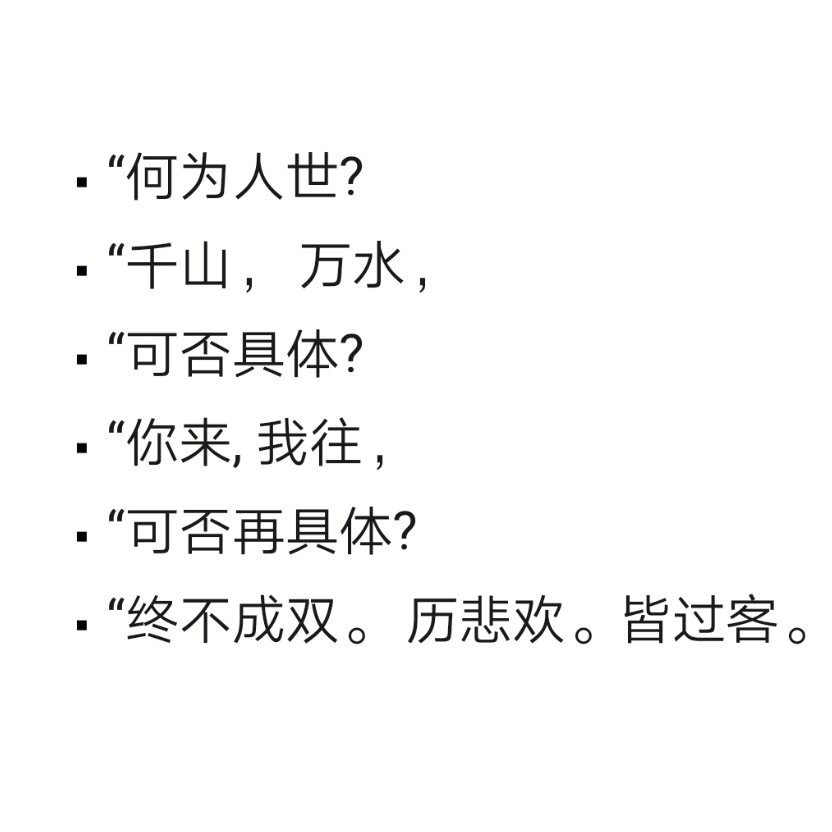 ▪ “何为人世?
▪ “千山， 万水，
▪ “可否具体?
▪ “你来, 我往，
▪ “可否再具体?
▪ “终不成双。 历悲欢。皆过客。